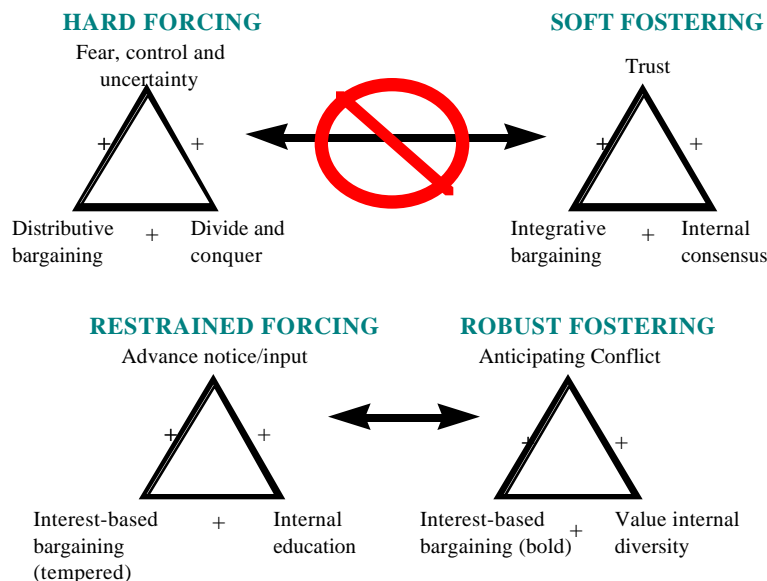 HARD FORCING
Fear, control and
uncertainty
+ +
Distributive
bargaining
+
Divide and
conquer
SOFT FOSTERING
Trust
+ +
Integrative
bargaining
+
Internal
consensus
RESTRAINED FORCING
Advance notice/input
+ +
Interest-based
bargaining
(tempered)
+
Internal
education
ROBUST FOSTERING
Anticipating Conflict
+ +
Interest-based
bargaining (bold)
+
Value internal
diversity